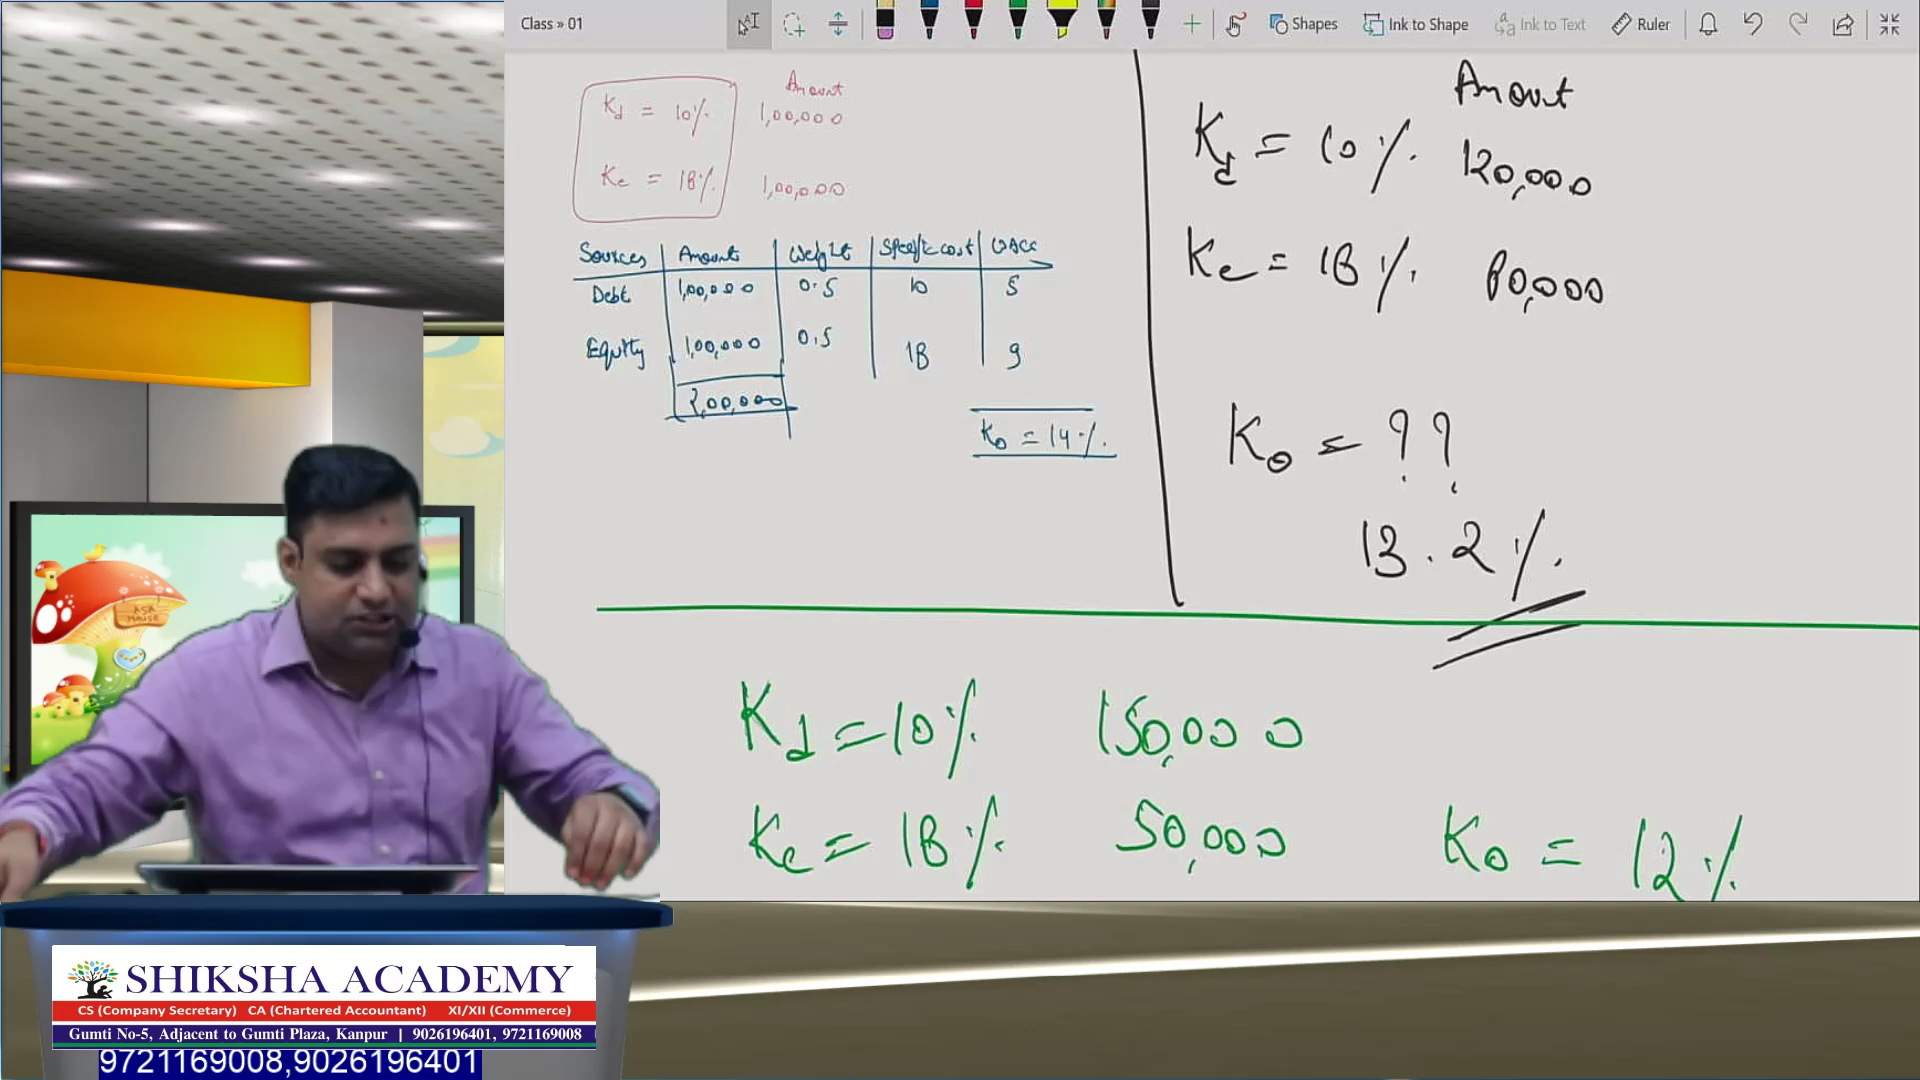 Class » 01
Shapes
Ink to Shape
Ink to Text
Ruler
Amount
Kd = 10% 1,00,000
Ke = 18% 1,00,000
Sources Amount Weight Specific cost WACC
Debt 1,00,000 0.5 10 5
Equity 1,00,000 0.5 18 9
2,00,000
Ko = 14%
Amout
Kd = 10% 120,000
Ke = 18% 80,000
Ko = ??
13.2%
Kd = 10% 150,000
Ke = 18% 50,000 Ko = 12%
ASA
HOUSE
SHIKSHA ACADEMY
CS (Company Secretary) CA (Chartered Accountant) XI/XII (Commerce)
Gumti No-5, Adjacent to Gumti Plaza, Kanpur | 9026196401, 9721169008
9721169008,9026196401